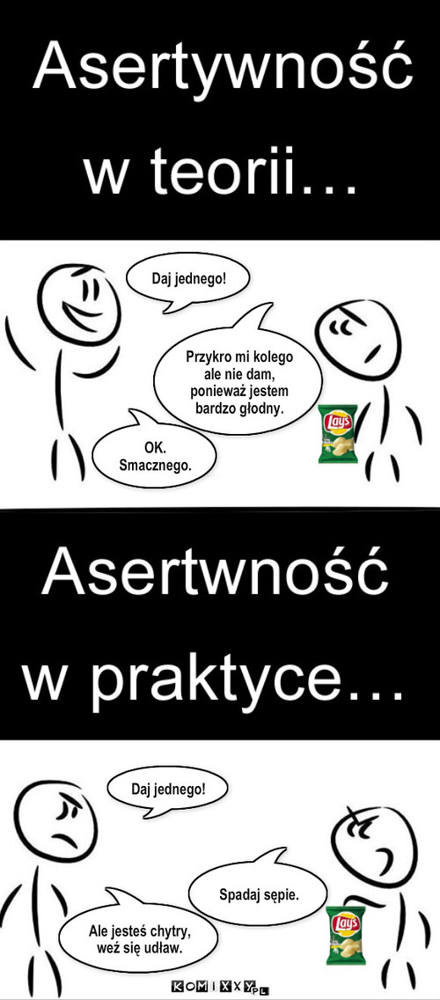 Asertywność
w teorii...
Daj jednego!
Przykro mi kolego
ale nie dam,
ponieważ jestem
bardzo głodny.
Lay's
OK.
Smacznego.
Asertwność
w praktyce...
Daj jednego!
Spadaj sępie.
Lay's
Ale jesteś chytry,
weź się udław.
KOMIXXY.PL